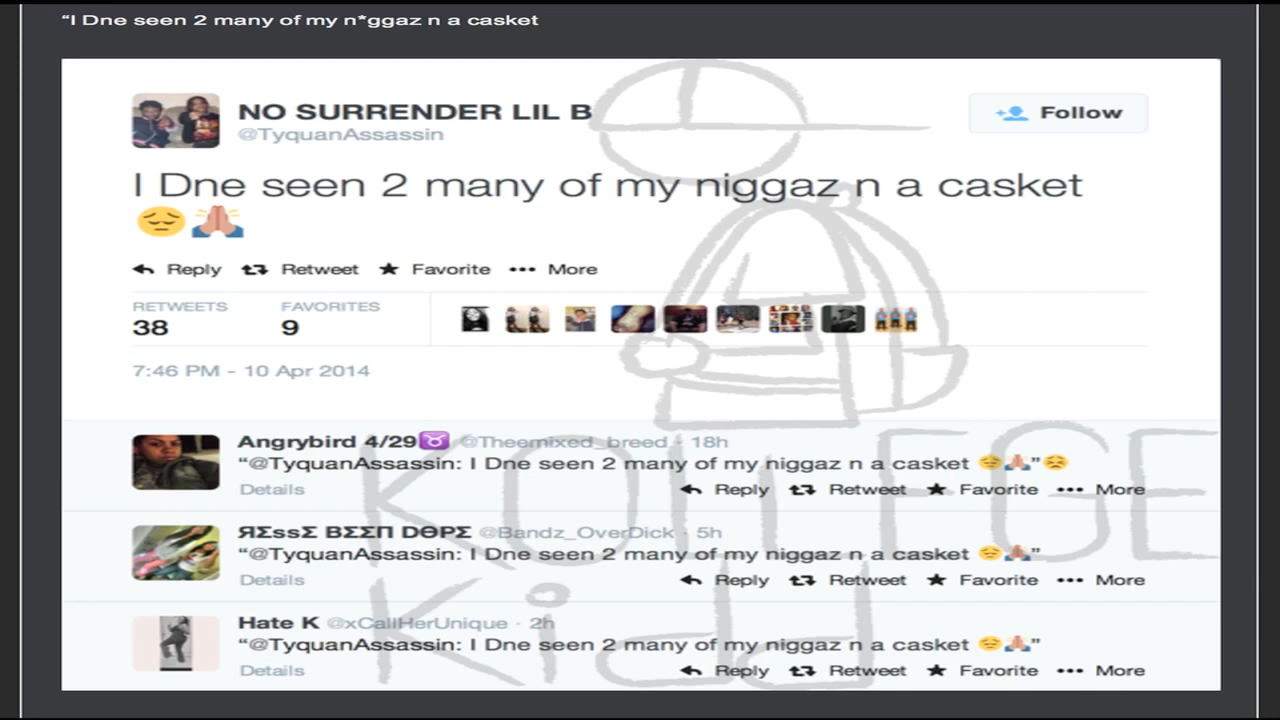 “I Dne seen 2 many of my n*ggaz n a casket
NO SURRENDER LIL B
@TyquanAssassin
Follow
I Dne seen 2 many of my niggaz n a casket
😔🙏
Reply Retweet Favorite More
RETWEETS FAVORITES
38 9
7:46 PM - 10 Apr 2014
Angrybird 4/29♉ @Theemixed_breed · 18h
“@TyquanAssassin: I Dne seen 2 many of my niggaz n a casket 😔🙏”😣
Details Reply Retweet Favorite More
ЯΣssΣ BΣΣΠ DΘPΣ @Bandz_OverDick · 5h
“@TyquanAssassin: I Dne seen 2 many of my niggaz n a casket 😔🙏”
Details Reply Retweet Favorite More
Hate K @xCallHerUnique · 2h
“@TyquanAssassin: I Dne seen 2 many of my niggaz n a casket 😔🙏”
Details Reply Retweet Favorite More
KOLLEGE
Kidd